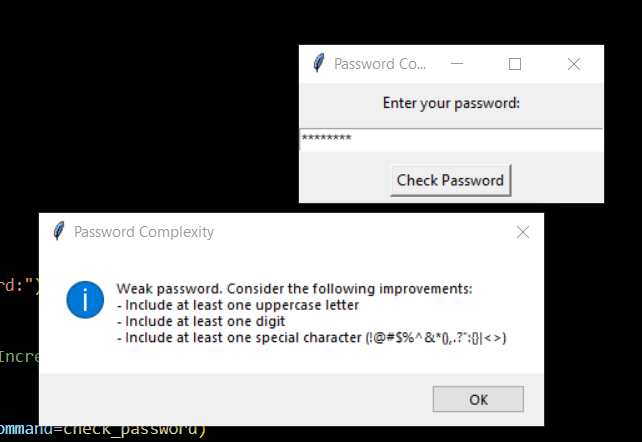 Password Co...
Enter your password:
********
Check Password
Password Complexity
Weak password. Consider the following improvements:
- Include at least one uppercase letter
- Include at least one digit
- Include at least one special character (!@#$%^&*(),.?":{}|<>)
OK
rd:")
Incre
ommand=check_password)